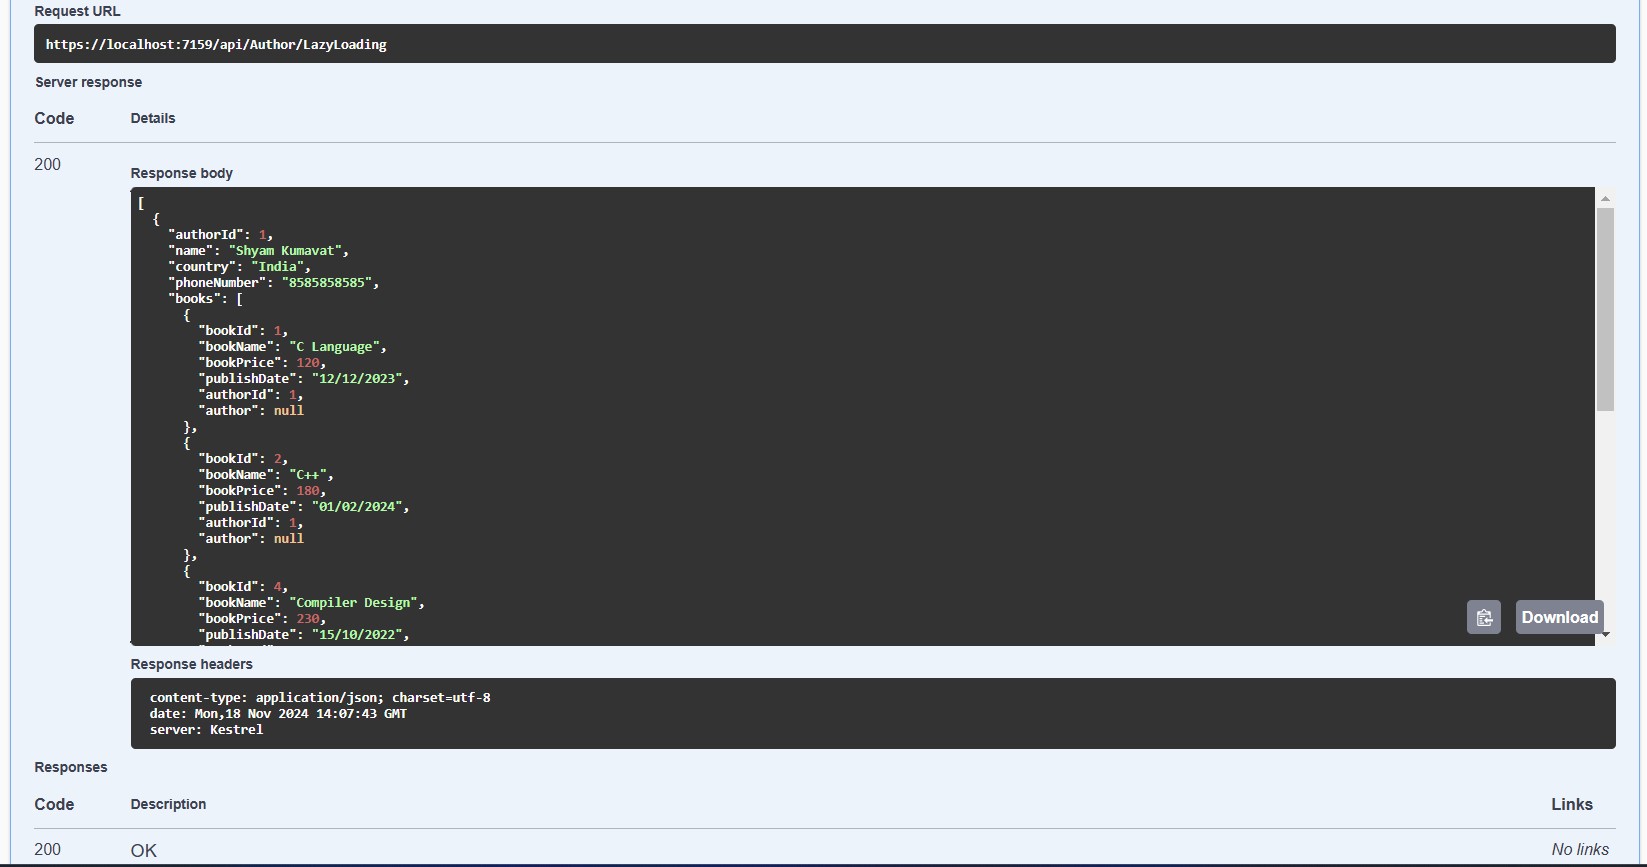 Request URL
https://localhost:7159/api/Author/LazyLoading
Server response
Code Details
200
Response body
[
  {
    "authorId": 1,
    "name": "Shyam Kumavat",
    "country": "India",
    "phoneNumber": "8585858585",
    "books": [
      {
        "bookId": 1,
        "bookName": "C Language",
        "bookPrice": 120,
        "publishDate": "12/12/2023",
        "authorId": 1,
        "author": null
      },
      {
        "bookId": 2,
        "bookName": "C++",
        "bookPrice": 180,
        "publishDate": "01/02/2024",
        "authorId": 1,
        "author": null
      },
      {
        "bookId": 4,
        "bookName": "Compiler Design",
        "bookPrice": 230,
        "publishDate": "15/10/2022",
Download
Response headers
content-type: application/json; charset=utf-8
date: Mon,18 Nov 2024 14:07:43 GMT
server: Kestrel
Responses
Code Description Links
200 OK No links